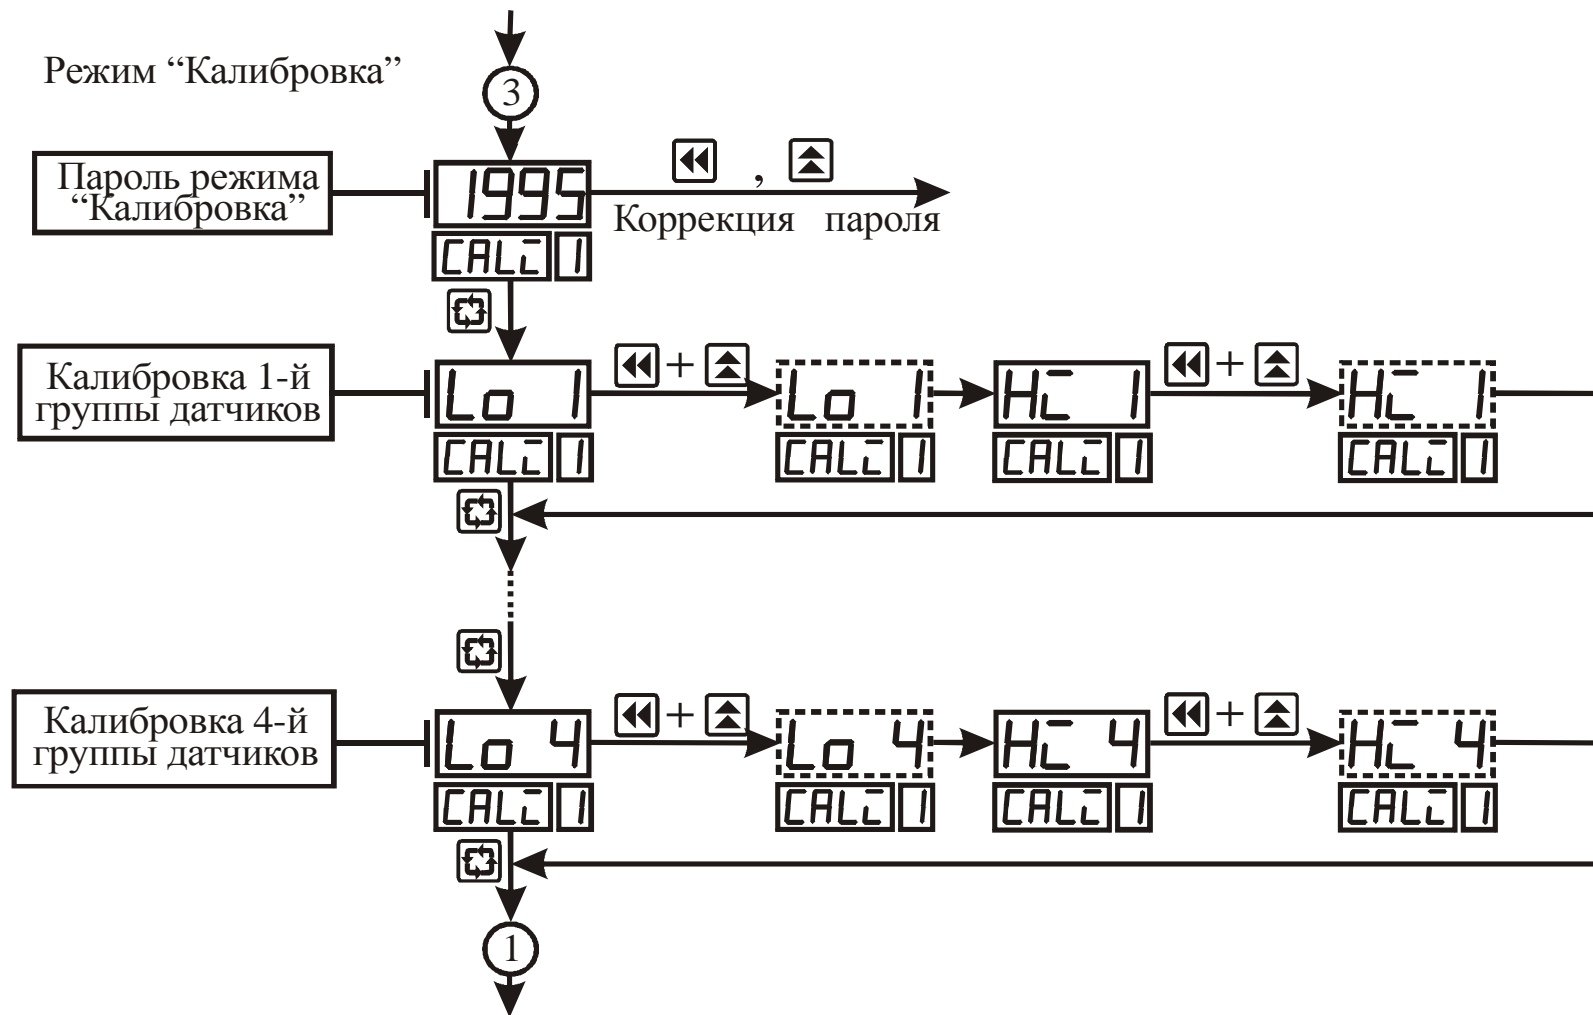 Режим “Калибровка”
3
Пароль режима
“Калибровка”
1995
,
Коррекция пароля
CALi 1
Калибровка 1-й
группы датчиков
Lo 1
+
Lo 1
Hi 1
+
Hi 1
CALi 1
CALi 1
CALi 1
CALi 1
Калибровка 4-й
группы датчиков
Lo 4
+
Lo 4
Hi 4
+
Hi 4
CALi 1
CALi 1
CALi 1
CALi 1
1